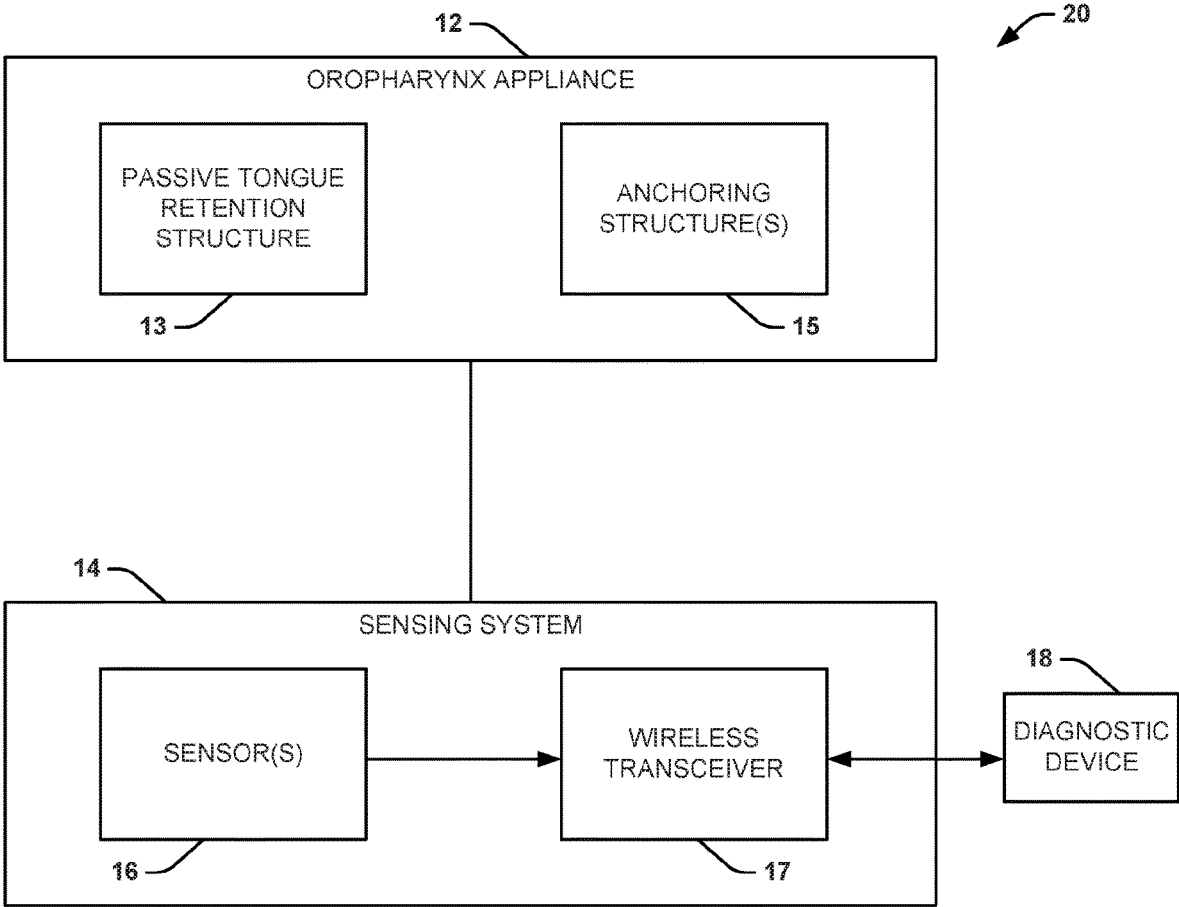 12
20
OROPHARYNX APPLIANCE
PASSIVE TONGUE
RETENTION
STRUCTURE
ANCHORING
STRUCTURE(S)
13
15
14
SENSING SYSTEM
18
SENSOR(S)
WIRELESS
TRANSCEIVER
DIAGNOSTIC
DEVICE
16
17